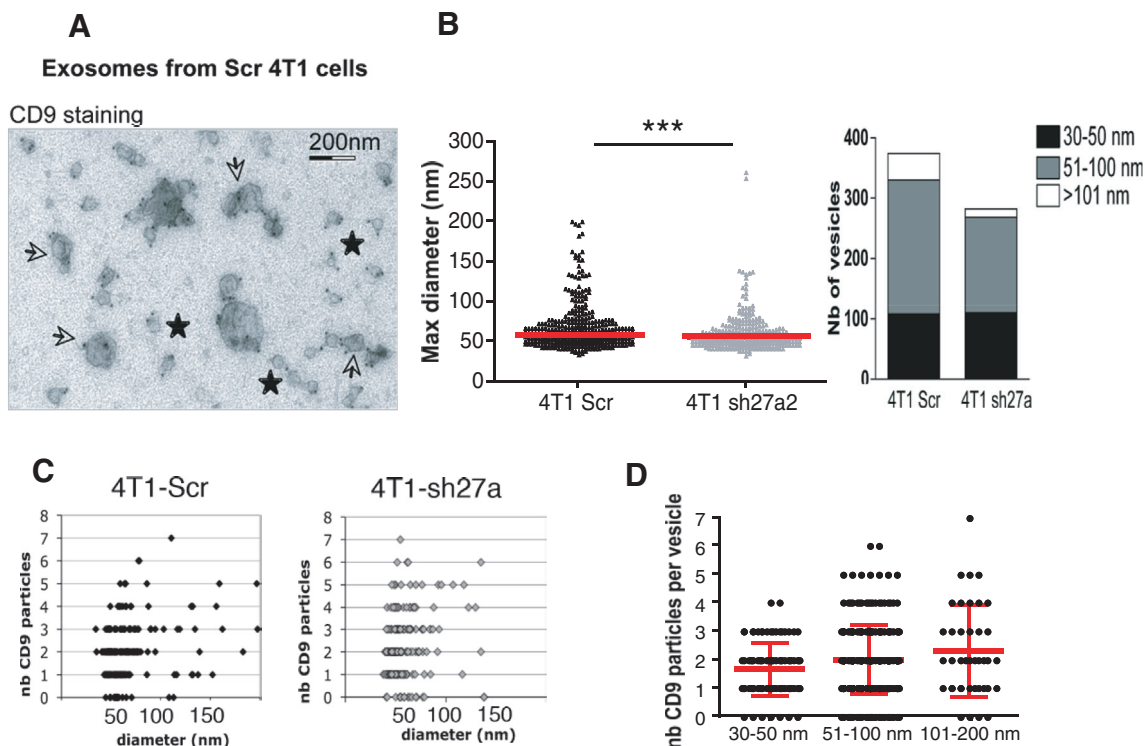 A
Exosomes from Scr 4T1 cells
CD9 staining
200nm
B
***
Max diameter (nm)
300
250
200
150
100
50
0
4T1 Scr
4T1 sh27a2
Nb of vesicles
400
300
200
100
0
4T1 Scr
4T1 sh27a
30-50 nm
51-100 nm
>101 nm
C
4T1-Scr
nb CD9 particles
8
7
6
5
4
3
2
1
0
50 100 150
diameter (nm)
4T1-sh27a
nb CD9 particles
8
7
6
5
4
3
2
1
0
50 100 150
diameter (nm)
D
nb CD9 particles per vesicle
7
6
5
4
3
2
1
0
30-50 nm
51-100 nm
101-200 nm